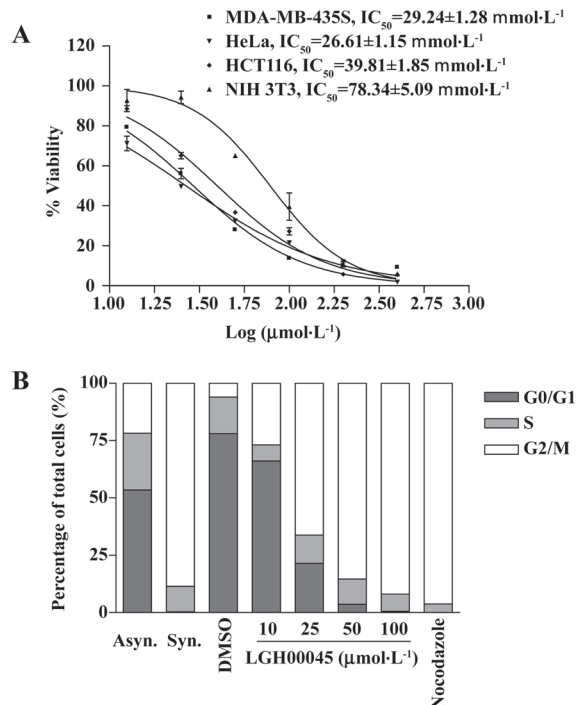 A
MDA-MB-435S, IC50=29.24±1.28 mmol·L-1
HeLa, IC50=26.61±1.15 mmol·L-1
HCT116, IC50=39.81±1.85 mmol·L-1
NIH 3T3, IC50=78.34±5.09 mmol·L-1
120
100
80
60
40
20
0
% Viability
1.00 1.25 1.50 1.75 2.00 2.25 2.50 2.75 3.00
Log (μmol·L-1)
B
100
75
50
25
0
Percentage of total cells (%)
G0/G1
S
G2/M
Asyn. Syn. DMSO 10 25 50 100 Nocodazole
LGH00045 (μmol·L-1)